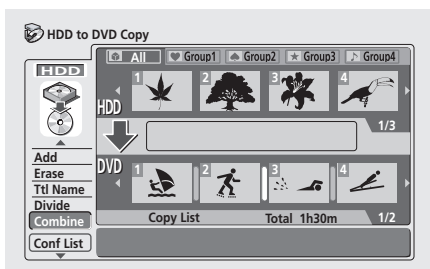 HDD to DVD Copy
All Group1 Group2 Group3 Group4
HDD
1 2 3 4
HDD
1/3
Add
Erase
Ttl Name
Divide
Combine
Conf List
DVD
1 2 3 4
Copy List Total 1h30m 1/2